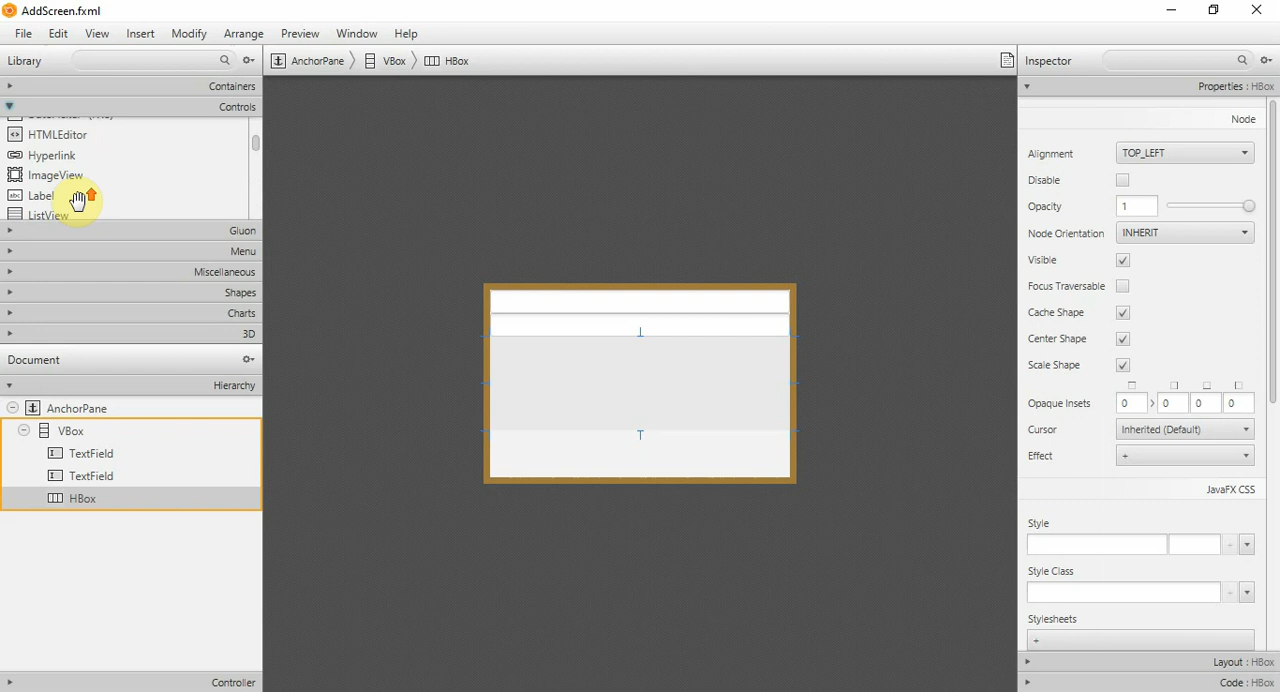 AddScreen.fxml
File Edit View Insert Modify Arrange Preview Window Help
Library
AnchorPane VBox HBox
Inspector
Containers
Controls
HTMLEditor
Hyperlink
ImageView
abc Label
ListView
Gluon
Menu
Miscellaneous
Shapes
Charts
3D
Document
Hierarchy
AnchorPane
VBox
TextField
TextField
HBox
Controller
Properties : HBox
Node
Alignment TOP_LEFT
Disable
Opacity 1
Node Orientation INHERIT
Visible
Focus Traversable
Cache Shape
Center Shape
Scale Shape
Opaque Insets 0 0 0 0
Cursor Inherited (Default)
Effect +
JavaFX CSS
Style
Style Class
Stylesheets
+
Layout : HBox
Code : HBox